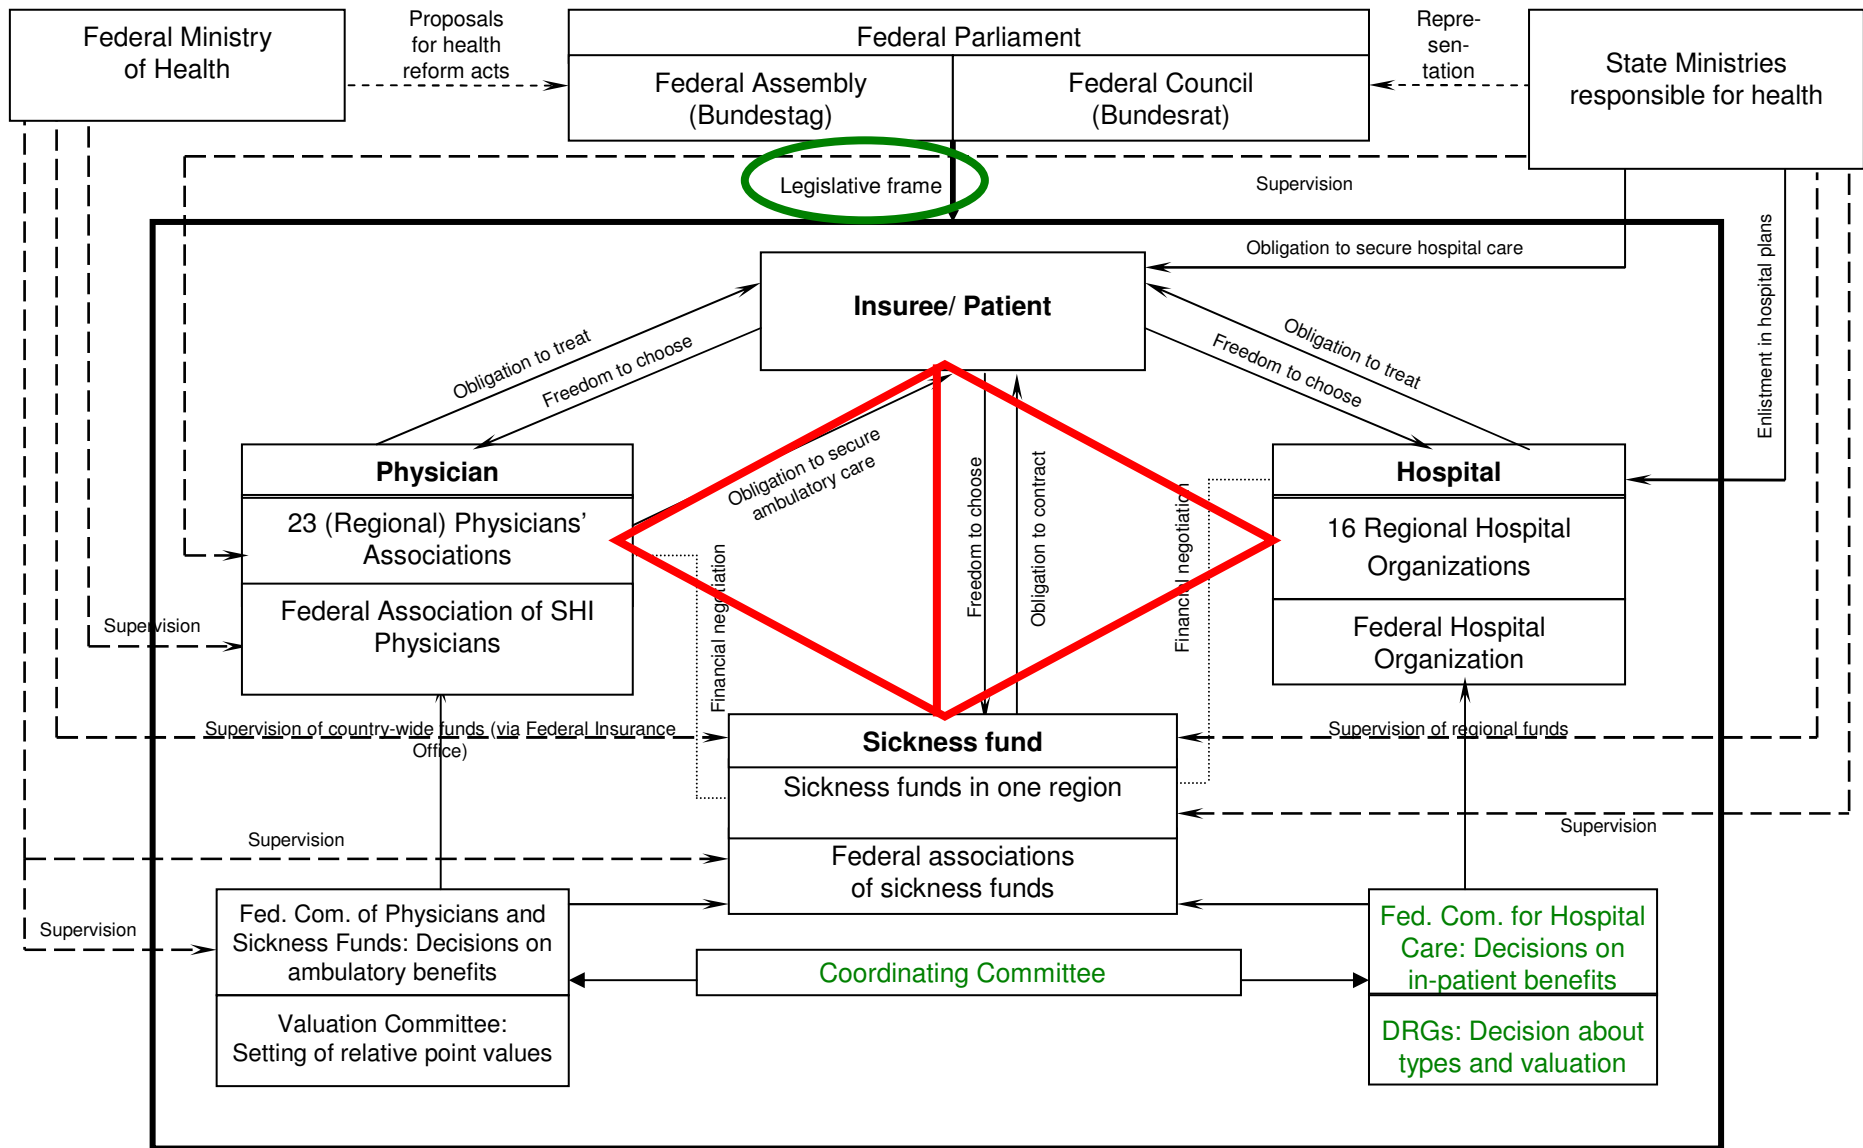 Federal Ministry
of Health
Proposals
for health
reform acts
Federal Parliament
Federal Assembly
(Bundestag)
Federal Council
(Bundesrat)
Repre-
sen-
tation
State Ministries
responsible for health
Legislative frame
Supervision
Obligation to secure hospital care
Enlistment in hospital plans
Insuree/ Patient
Obligation to treat
Freedom to choose
Obligation to treat
Freedom to choose
Physician
23 (Regional) Physicians’
Associations
Federal Association of SHI
Physicians
Obligation to secure
ambulatory care
Freedom to choose
Obligation to contract
Financial negotiation
Financial negotiation
Hospital
16 Regional Hospital
Organizations
Federal Hospital
Organization
Supervision
Supervision of country-wide funds (via Federal Insurance
Office)
Sickness fund
Sickness funds in one region
Federal associations
of sickness funds
Supervision of regional funds
Supervision
Supervision
Supervision
Fed. Com. of Physicians and
Sickness Funds: Decisions on
ambulatory benefits
Valuation Committee:
Setting of relative point values
Coordinating Committee
Fed. Com. for Hospital
Care: Decisions on
in-patient benefits
DRGs: Decision about
types and valuation